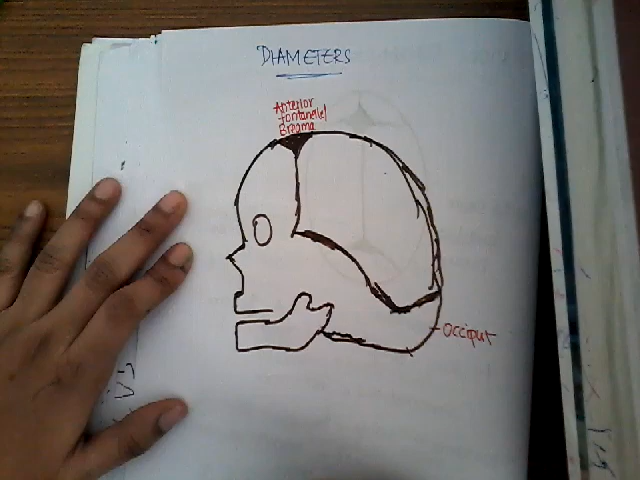 DIAMETERS
Anterior
fontanelle/
Bregma
Occiput